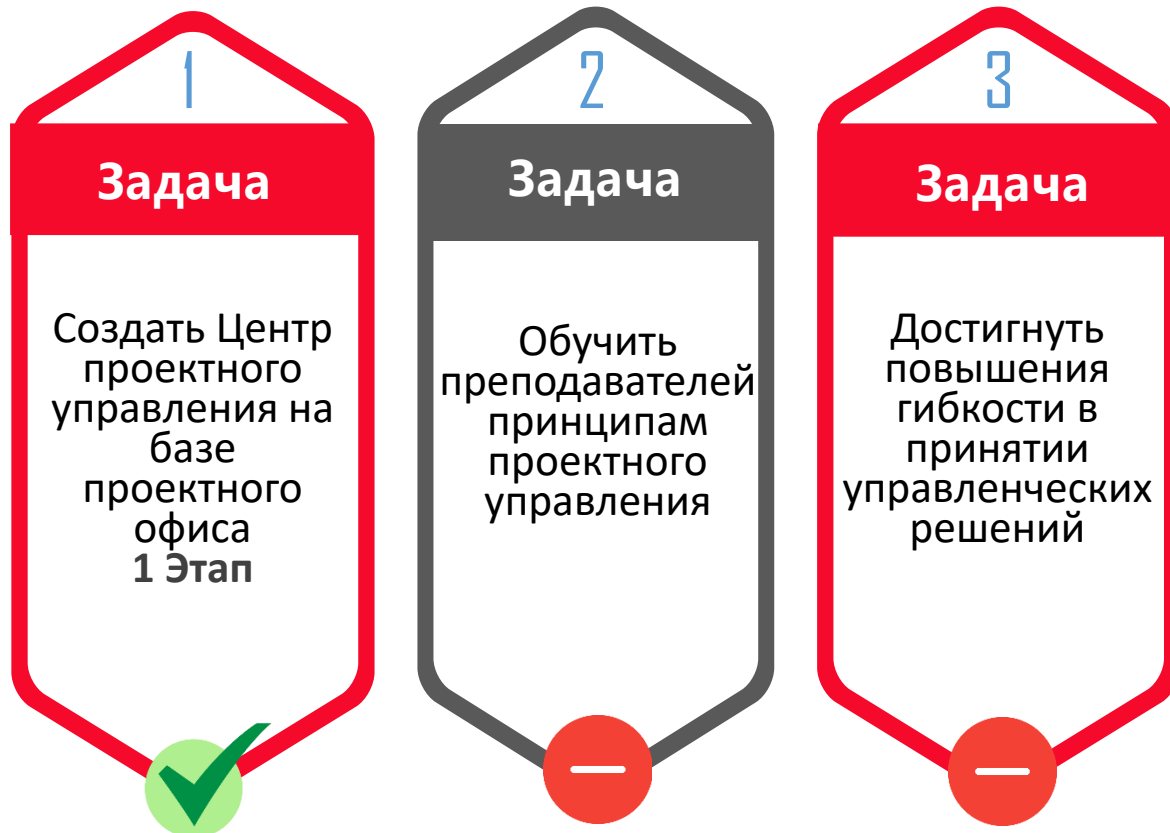 1
Задача
Создать Центр
проектного
управления на
базе
проектного
офиса
1 Этап
2
Задача
Обучить
преподавателей
принципам
проектного
управления
3
Задача
Достигнуть
повышения
гибкости в
принятии
управленческих
решений